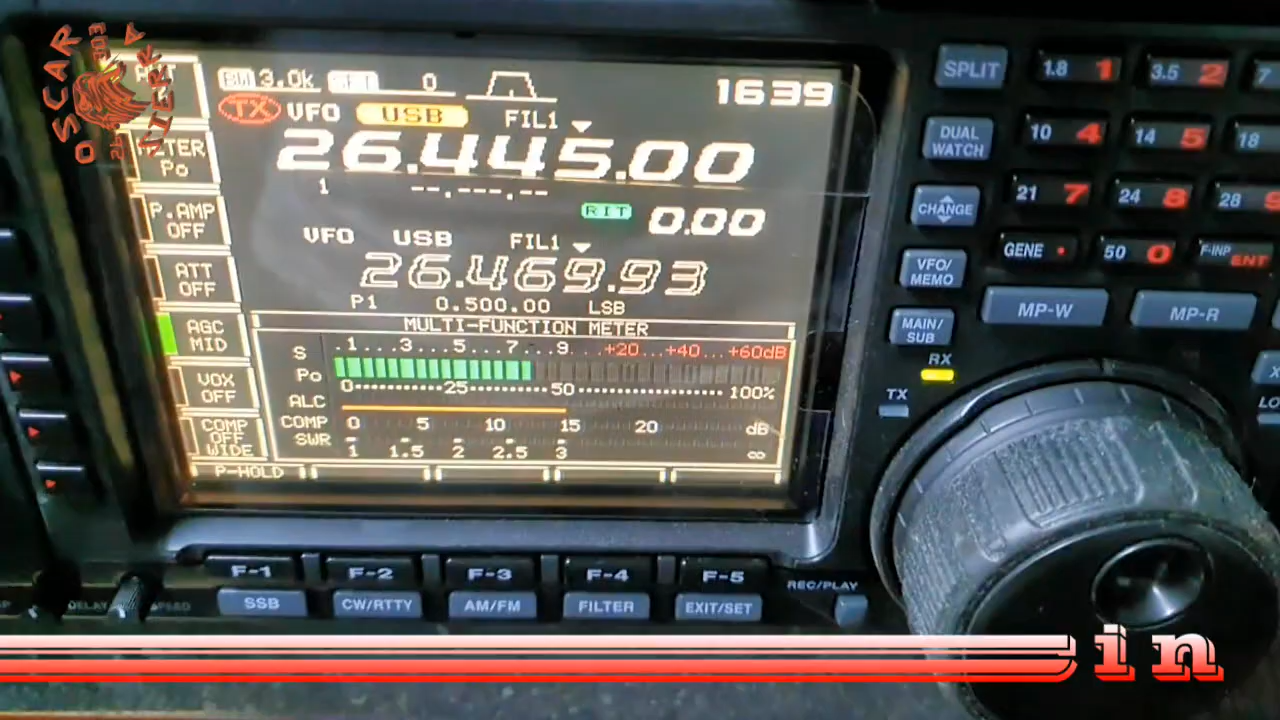 OSCAR
SIERRA
BW 3.0k SFT 0
1639
TX VFO USB FIL1
26.445.00
1 --.---.--
RIT 0.00
VFO USB FIL1
26.469.93
P1 0.500.00 LSB
METER
Po
P.AMP
OFF
ATT
OFF
AGC
MID
VOX
OFF
COMP
OFF
WIDE
MULTI-FUNCTION METER
S .1...3...5...7...9...+20...+40...+60dB
Po 0 25 50 100%
ALC
COMP 0 5 10 15 20 dB
SWR 1 1.5 2 2.5 3 ∞
P-HOLD
SPLIT
1.8 1
3.5 2
7
DUAL
WATCH
10 4
14 5
18
CHANGE
21 7
24 8
28 9
VFO/
MEMO
GENE •
50 0
F-INP ENT
MAIN/
SUB
MP-W
MP-R
RX
TX
F-1 F-2 F-3 F-4 F-5
SSB CW/RTTY AM/FM FILTER EXIT/SET
REC/PLAY
DELAY
SPEED
in